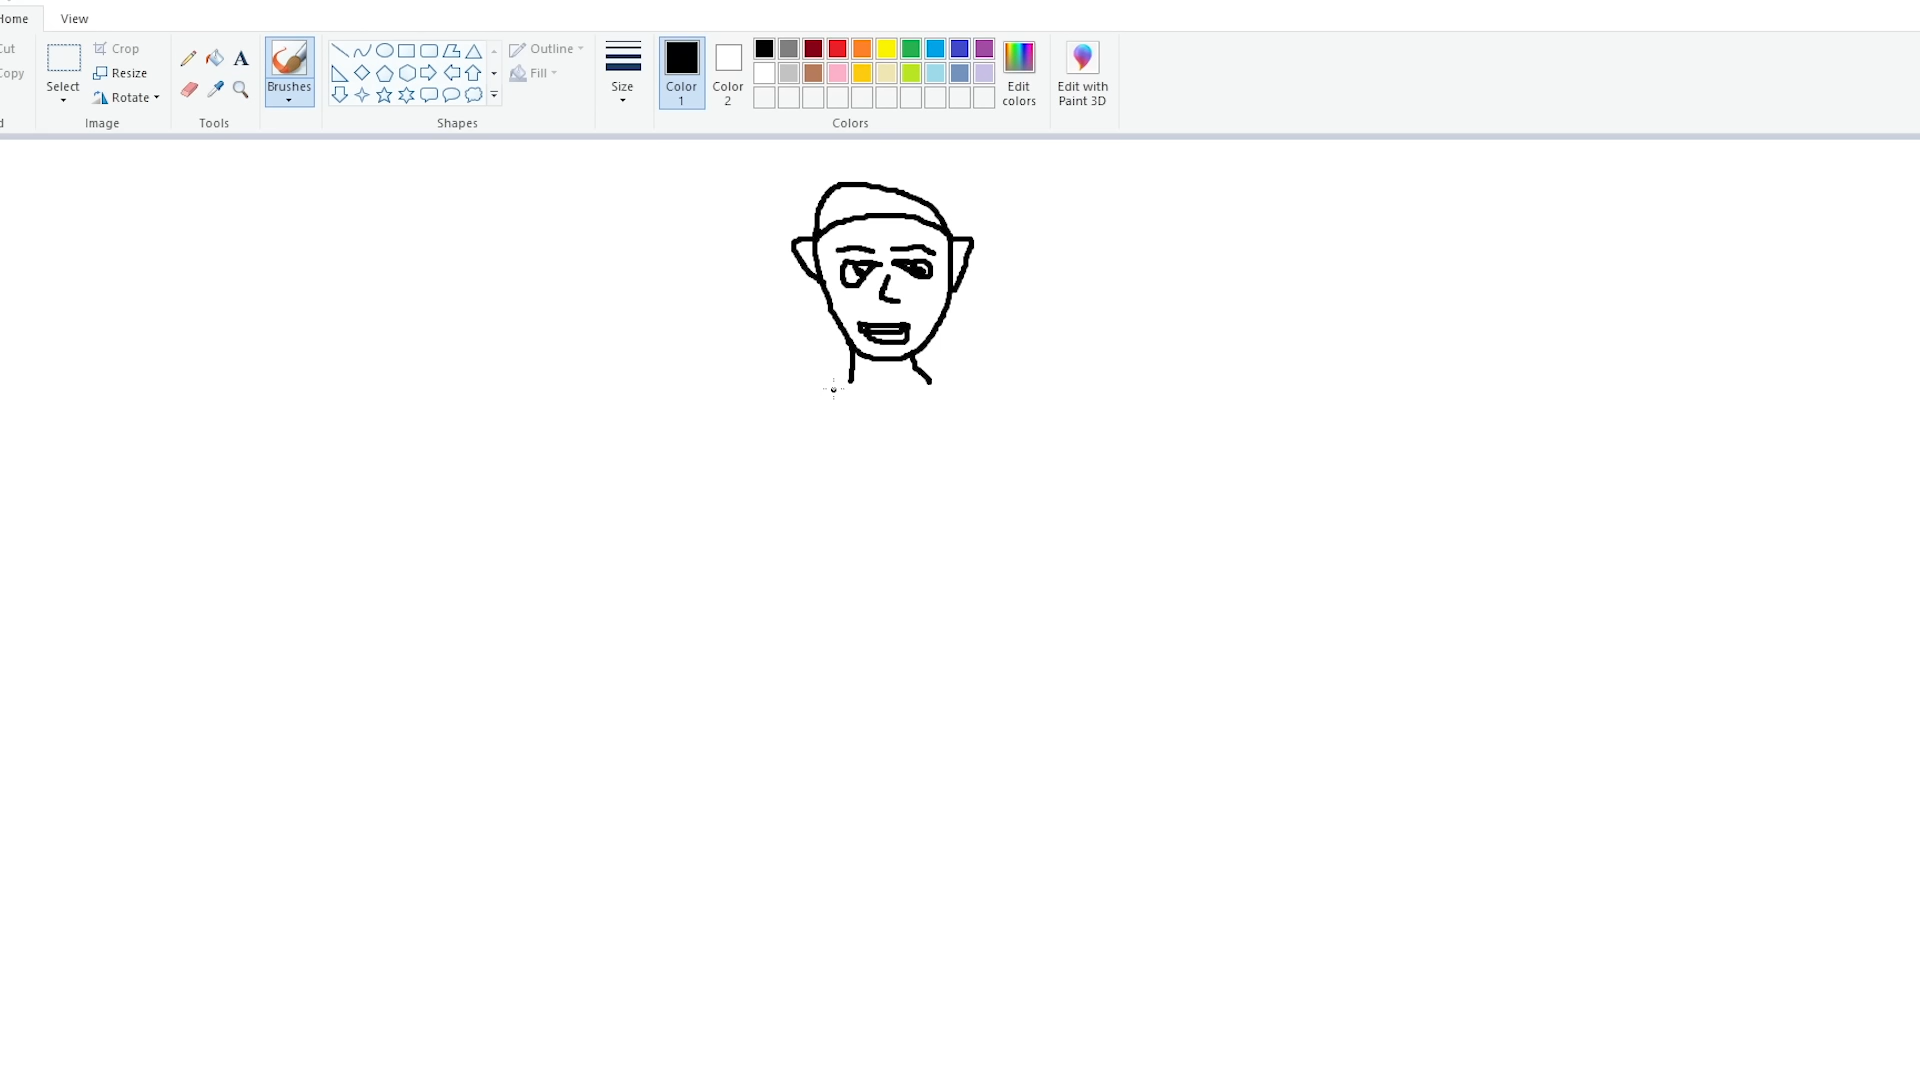 Home View
Cut
Copy
Select
Crop
Resize
Rotate
Image
A
Tools
Brushes
Shapes
Outline
Fill
Size
Color
1
Color
2
Colors
Edit
colors
Edit with
Paint 3D